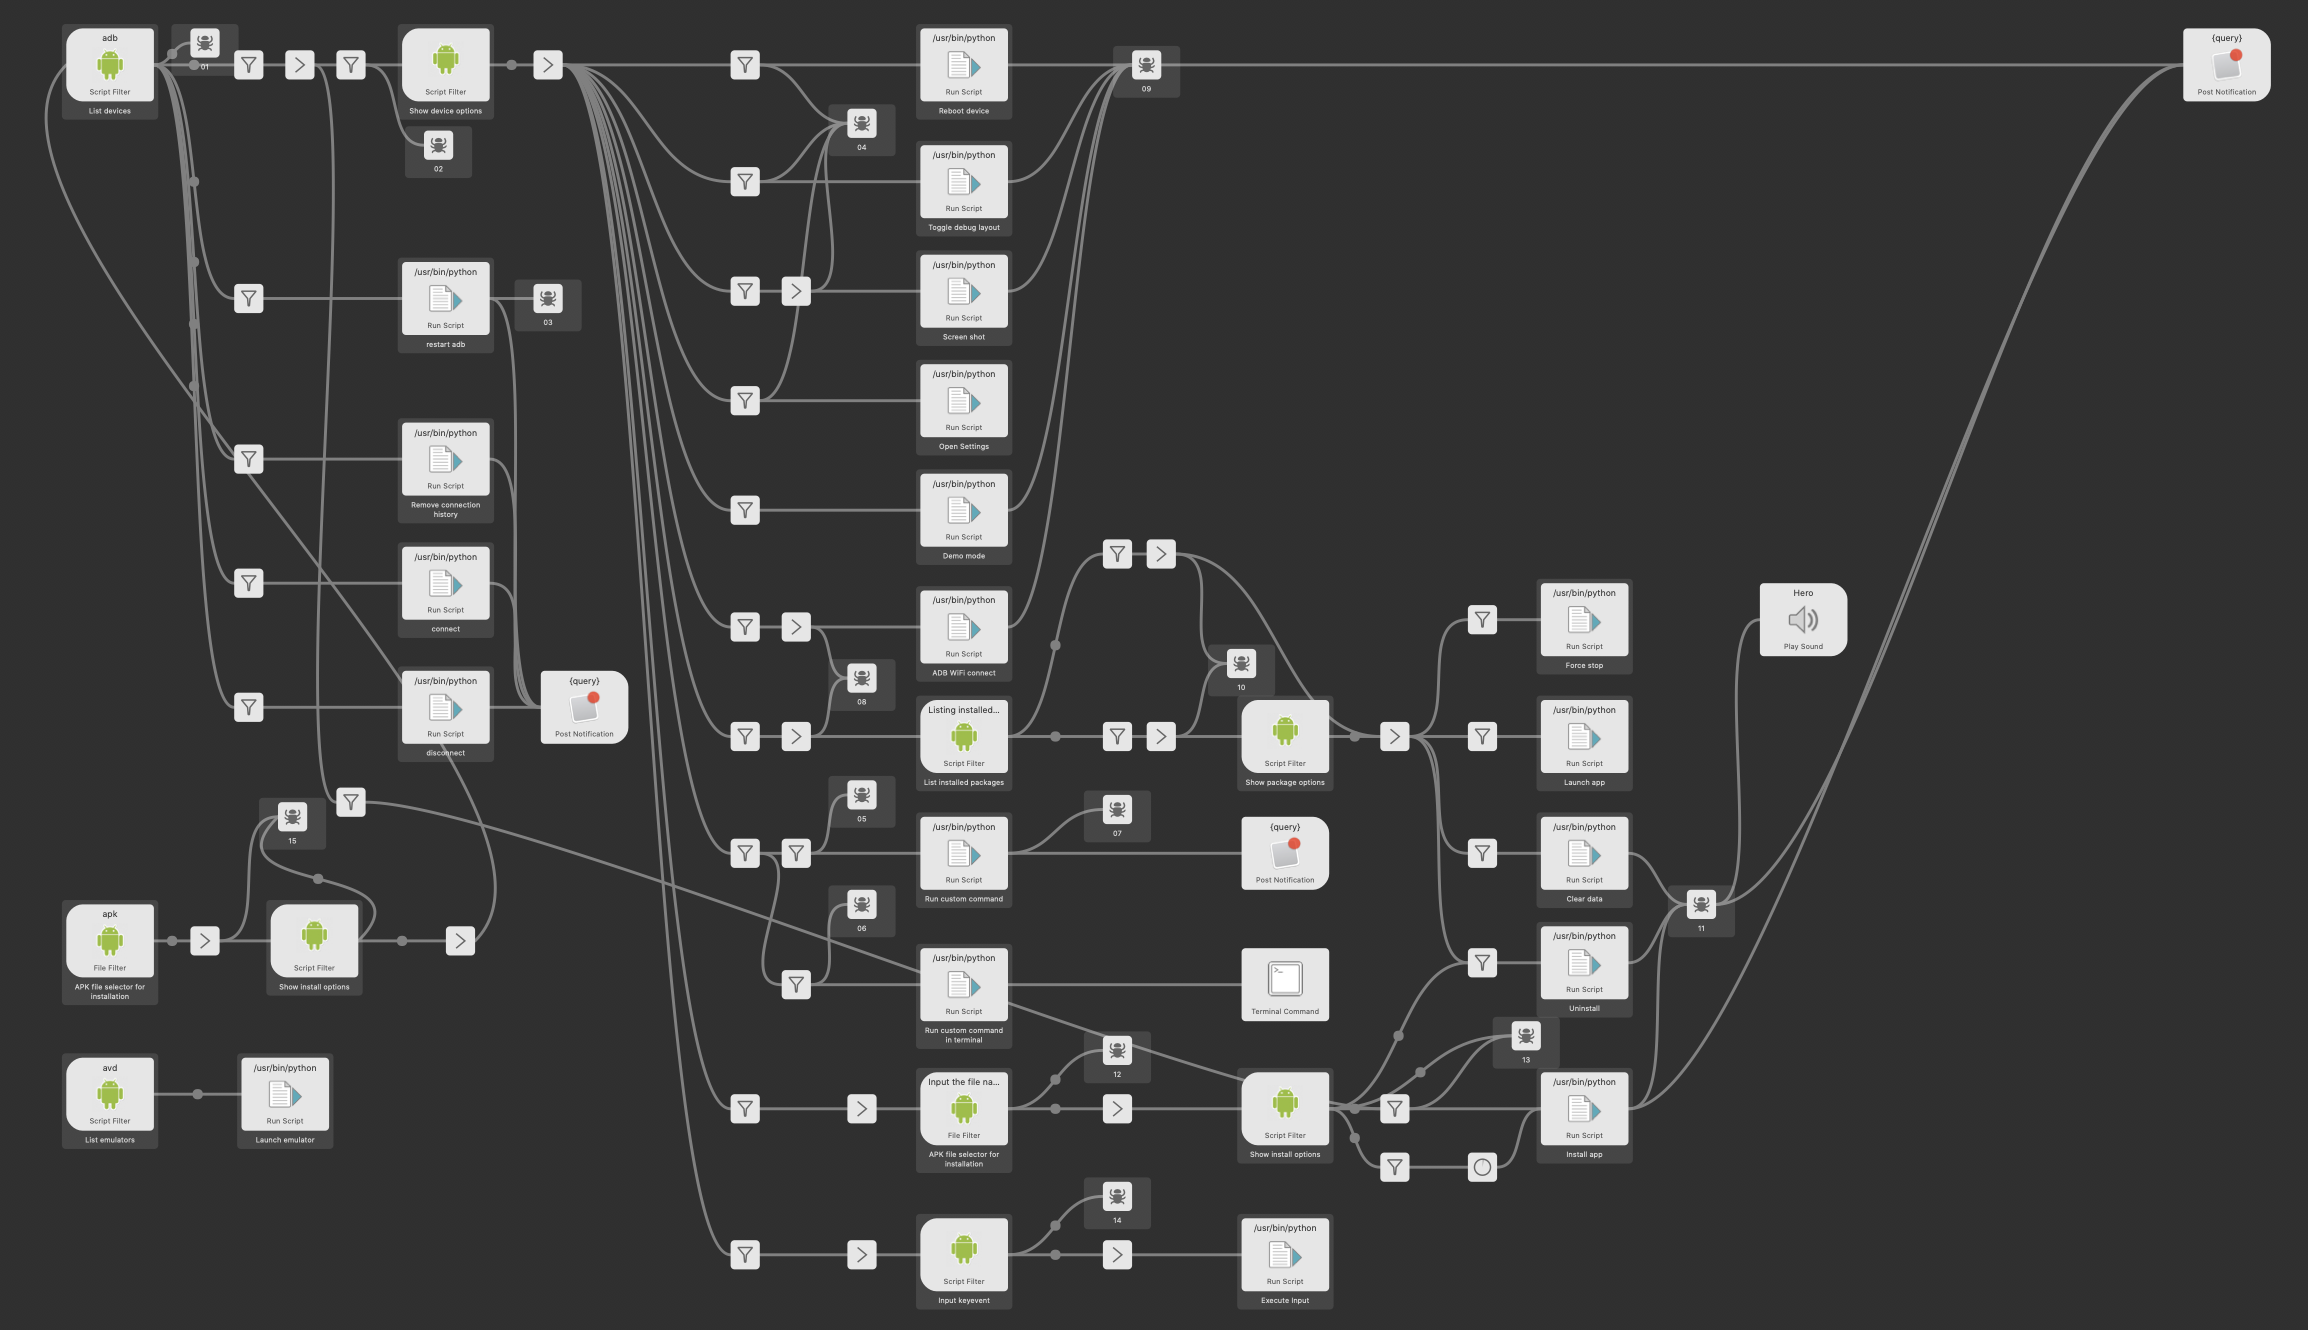 adb
Script Filter
List devices
01
Script Filter
Show device options
02
/usr/bin/python
Run Script
Reboot device
09
{query}
Post Notification
04
/usr/bin/python
Run Script
Toggle debug layout
/usr/bin/python
Run Script
restart adb
03
/usr/bin/python
Run Script
Screen shot
/usr/bin/python
Run Script
Open Settings
/usr/bin/python
Run Script
Remove connection
history
/usr/bin/python
Run Script
Demo mode
/usr/bin/python
Run Script
connect
/usr/bin/python
Run Script
ADB WiFi connect
/usr/bin/python
Run Script
Force stop
Hero
Play Sound
/usr/bin/python
Run Script
disconnect
{query}
Post Notification
08
Listing installed...
Script Filter
List installed packages
10
Script Filter
Show package options
/usr/bin/python
Run Script
Launch app
15
05
/usr/bin/python
Run Script
Run custom command
07
{query}
Post Notification
/usr/bin/python
Run Script
Clear data
11
apk
File Filter
APK file selector for
installation
Script Filter
Show install options
06
/usr/bin/python
Run Script
Run custom command
in terminal
>_
Terminal Command
/usr/bin/python
Run Script
Uninstall
13
avd
Script Filter
List emulators
/usr/bin/python
Run Script
Launch emulator
Input the file na...
File Filter
APK file selector for
installation
12
Script Filter
Show install options
/usr/bin/python
Run Script
Install app
14
Script Filter
Input keyevent
/usr/bin/python
Run Script
Execute Input